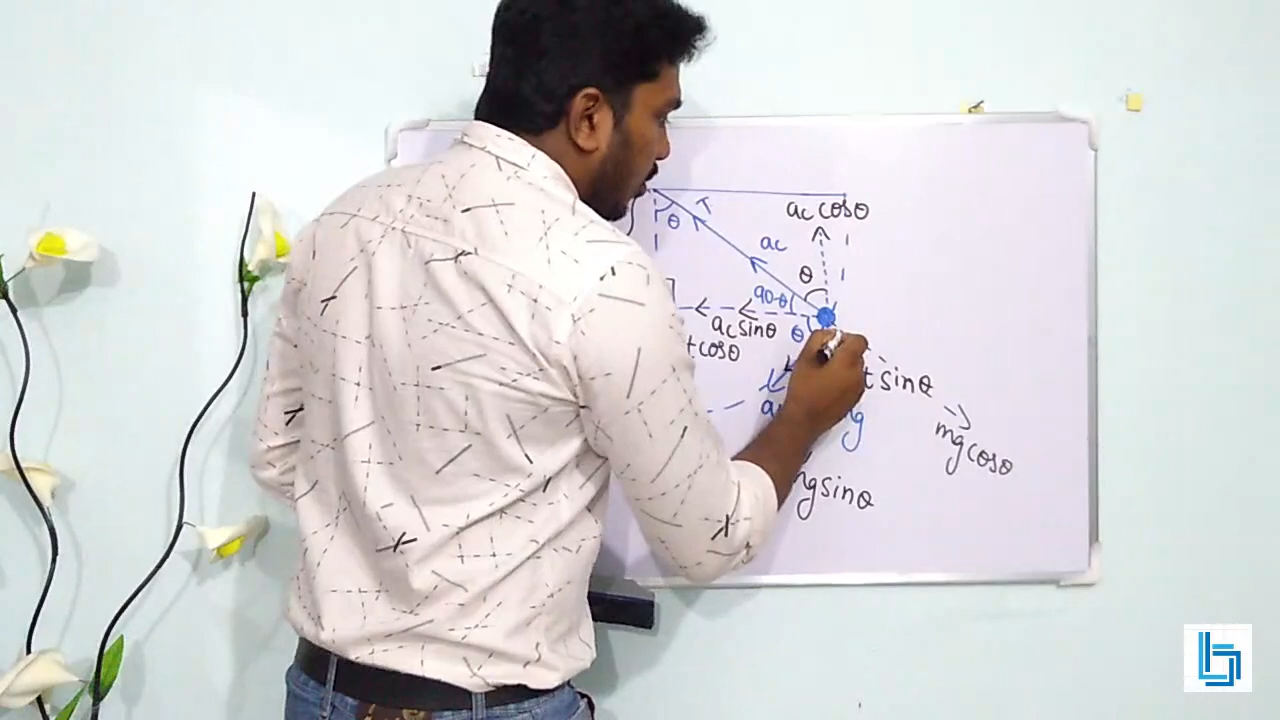 ac cosθ
T
θ
ac
θ
90-θ
ac sinθ
θ
t cosθ
t sinθ
mg cosθ
mg sinθ